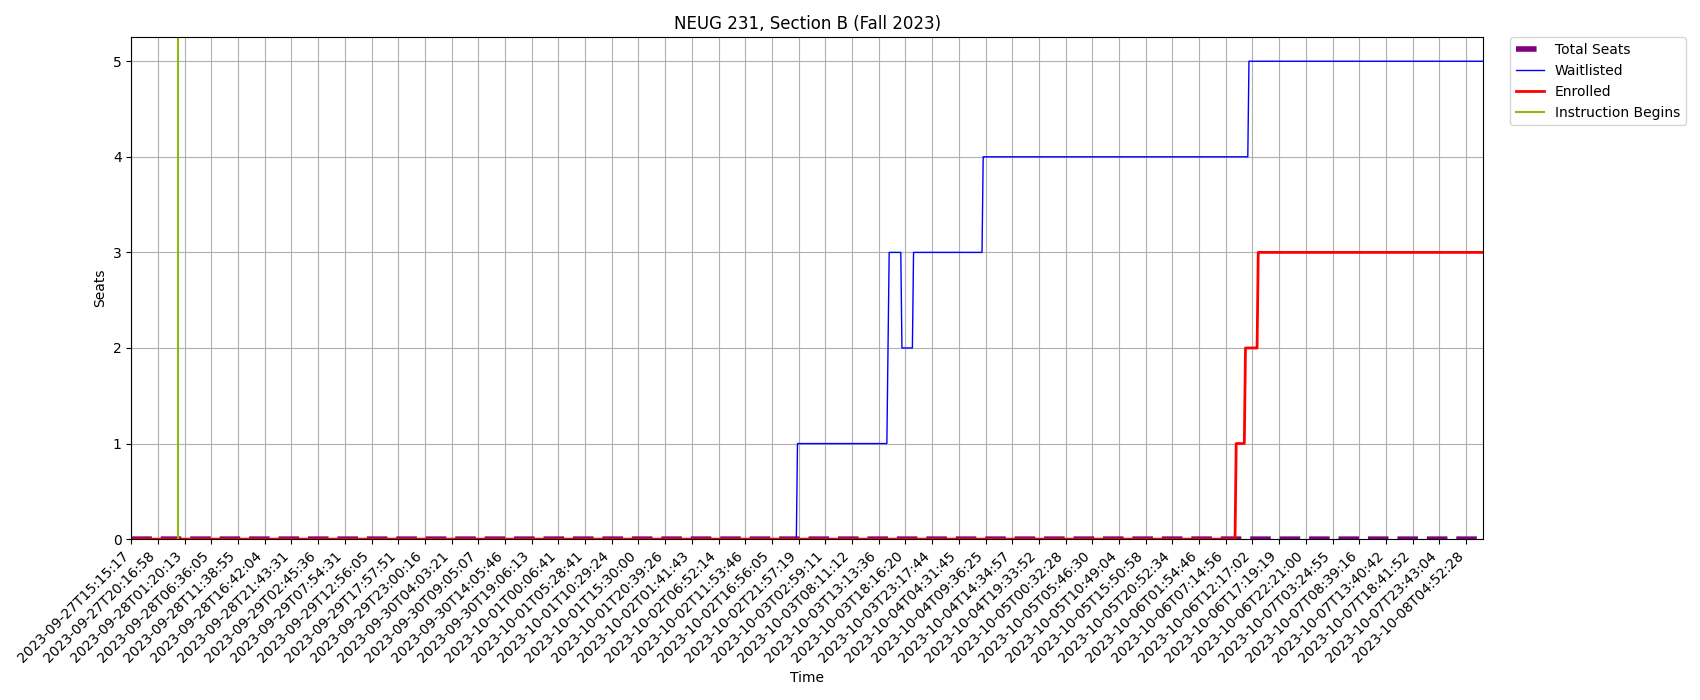 NEUG 231, Section B (Fall 2023)
Total Seats
Waitlisted
Enrolled
Instruction Begins
Seats
5
4
3
2
1
0
2023-09-27T15:15:17
2023-09-27T20:16:58
2023-09-28T01:20:13
2023-09-28T06:36:05
2023-09-28T11:38:55
2023-09-28T16:42:04
2023-09-28T21:43:31
2023-09-29T02:45:36
2023-09-29T07:54:31
2023-09-29T12:56:05
2023-09-29T17:57:51
2023-09-29T23:00:16
2023-09-30T04:03:21
2023-09-30T09:05:07
2023-09-30T14:05:46
2023-09-30T19:06:13
2023-10-01T00:06:41
2023-10-01T05:28:41
2023-10-01T10:29:24
2023-10-01T15:30:00
2023-10-01T20:39:26
2023-10-02T01:41:43
2023-10-02T06:52:14
2023-10-02T11:53:46
2023-10-02T16:56:05
2023-10-02T21:57:19
2023-10-03T02:59:11
2023-10-03T08:11:12
2023-10-03T13:13:36
2023-10-03T18:16:20
2023-10-03T23:17:44
2023-10-04T04:31:45
2023-10-04T09:36:25
2023-10-04T14:34:57
2023-10-04T19:33:52
2023-10-05T00:32:28
2023-10-05T05:46:30
2023-10-05T10:49:04
2023-10-05T15:50:58
2023-10-05T20:52:34
2023-10-06T01:54:46
2023-10-06T07:14:56
2023-10-06T12:17:02
2023-10-06T17:19:19
2023-10-06T22:21:00
2023-10-07T03:24:55
2023-10-07T08:39:16
2023-10-07T13:40:42
2023-10-07T18:41:52
2023-10-07T23:43:04
2023-10-08T04:52:28
Time